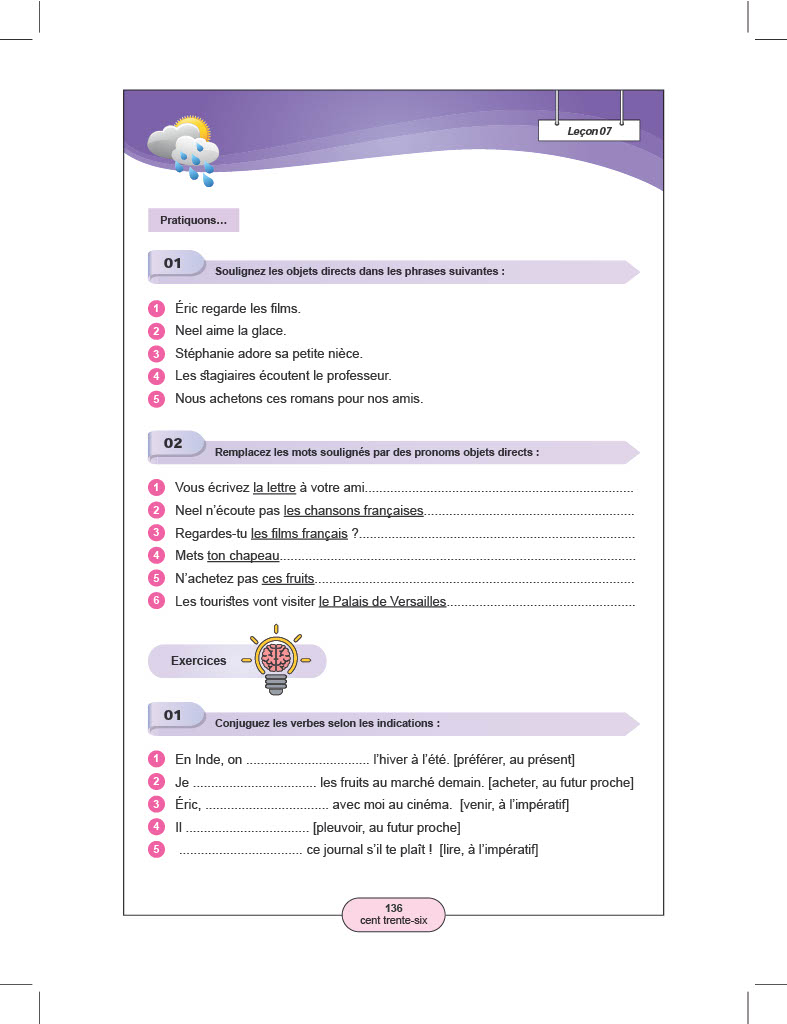 Leçon 07
Pratiquons…
01
Soulignez les objets directs dans les phrases suivantes :
1 Éric regarde les films.
2 Neel aime la glace.
3 Stéphanie adore sa petite nièce.
4 Les stagiaires écoutent le professeur.
5 Nous achetons ces romans pour nos amis.
02
Remplacez les mots soulignés par des pronoms objets directs :
1 Vous écrivez la lettre à votre ami..........................................................................
2 Neel n’écoute pas les chansons françaises..........................................................
3 Regardes-tu les films français ?............................................................................
4 Mets ton chapeau..................................................................................................
5 N’achetez pas ces fruits........................................................................................
6 Les touristes vont visiter le Palais de Versailles....................................................
Exercices
01
Conjuguez les verbes selon les indications :
1 En Inde, on .................................. l’hiver à l’été. [préférer, au présent]
2 Je .................................. les fruits au marché demain. [acheter, au futur proche]
3 Éric, .................................. avec moi au cinéma. [venir, à l’impératif]
4 Il .................................. [pleuvoir, au futur proche]
5 .................................. ce journal s’il te plaît ! [lire, à l’impératif]
136
cent trente-six